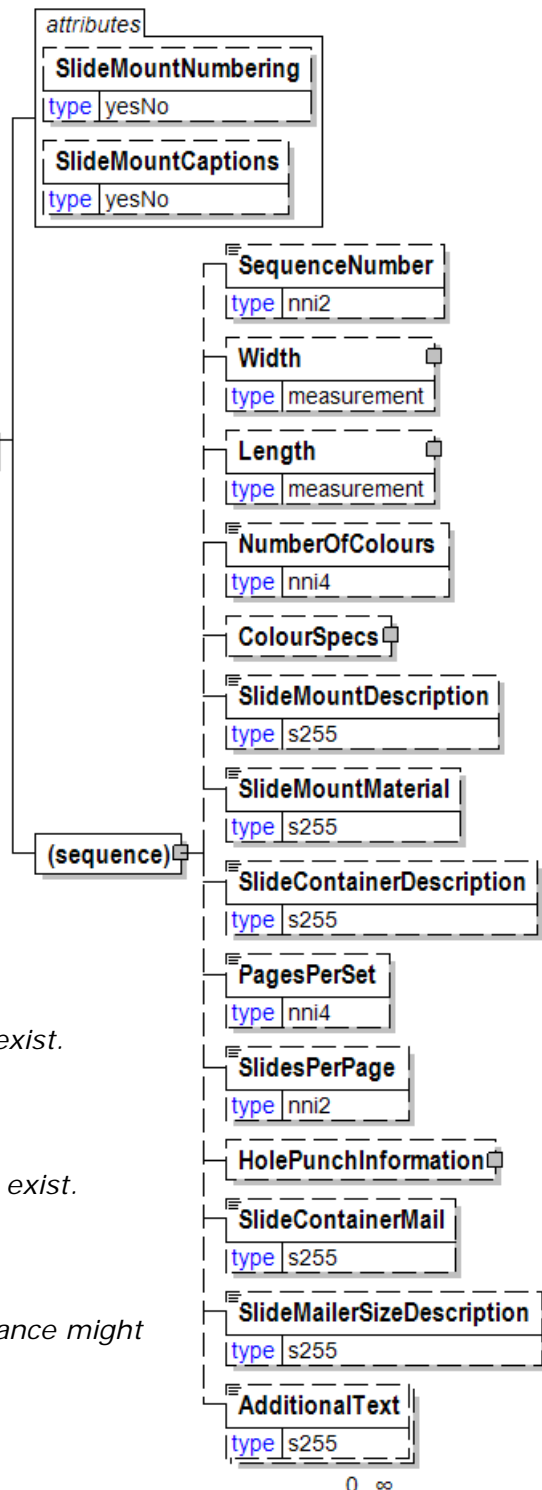 attributes
SlideMountNumbering
type yesNo
SlideMountCaptions
type yesNo
SequenceNumber
type nni2
Width
type measurement
Length
type measurement
NumberOfColours
type nni4
ColourSpecs
SlideMountDescription
type s255
SlideMountMaterial
type s255
(sequence)
SlideContainerDescription
type s255
PagesPerSet
type nni4
exist.
SlidesPerPage
type nni2
HolePunchInformation
exist.
SlideContainerMail
type s255
SlideMailerSizeDescription
ance might
type s255
AdditionalText
type s255
0 ∞